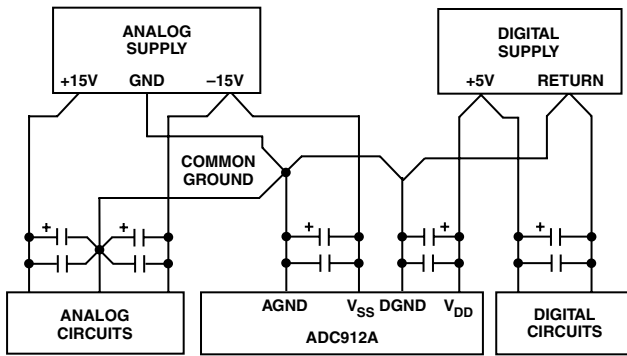 ANALOG
SUPPLY
+15V GND –15V
DIGITAL
SUPPLY
+5V RETURN
COMMON
GROUND
+ + + + +
ANALOG
CIRCUITS
AGND VSS DGND VDD
ADC912A
DIGITAL
CIRCUITS